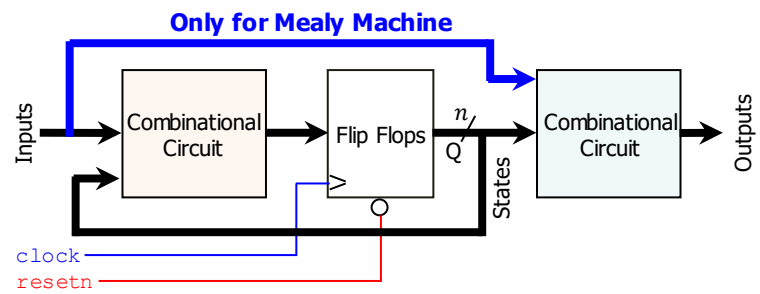 Only for Mealy Machine
Inputs
Combinational
Circuit
Flip Flops
n
Q
States
Combinational
Circuit
Outputs
clock
resetn